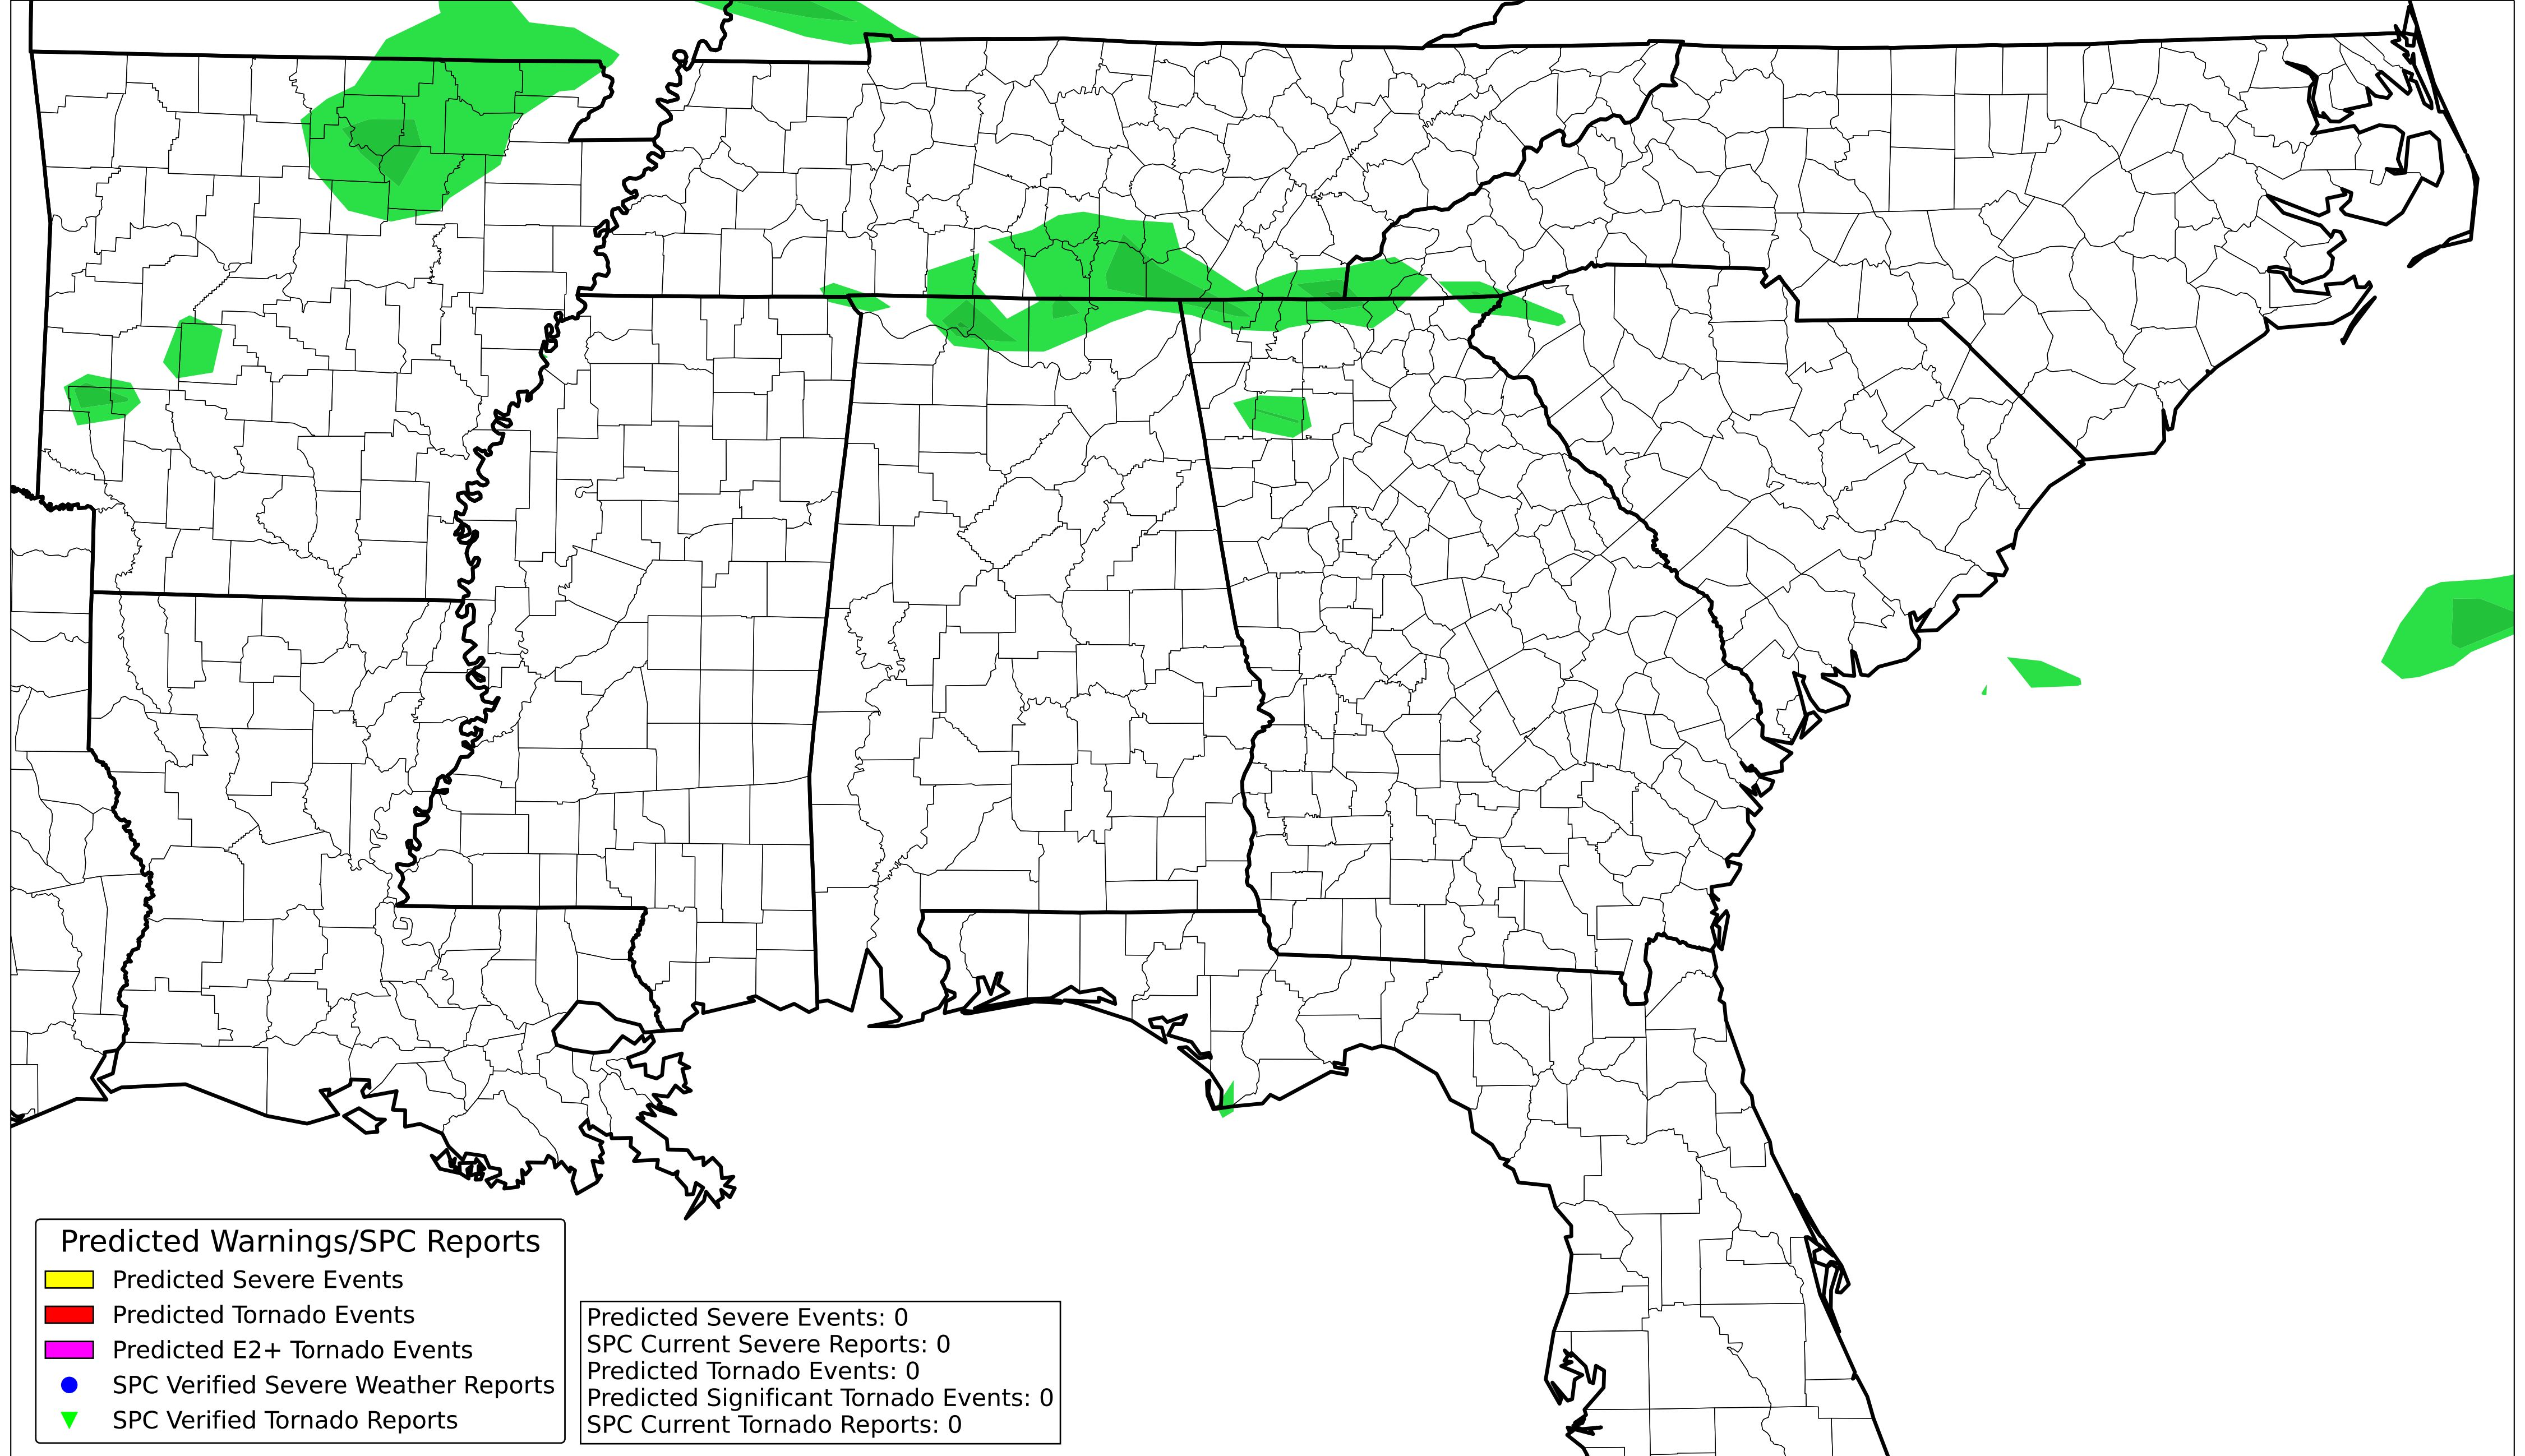 Predicted Warnings/SPC Reports
Predicted Severe Events
Predicted Tornado Events
Predicted E2+ Tornado Events
SPC Verified Severe Weather Reports
SPC Verified Tornado Reports
Predicted Severe Events: 0
SPC Current Severe Reports: 0
Predicted Tornado Events: 0
Predicted Significant Tornado Events: 0
SPC Current Tornado Reports: 0